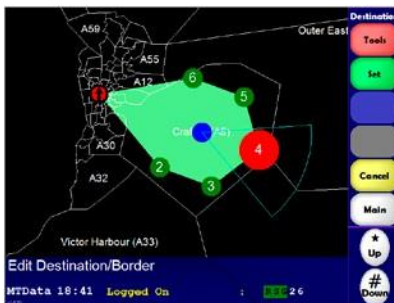 Destination
A59
Outer East
Tools
A55
6
A12
Set
5
1
4
A30
2
Cancel
A32
3
Main
*
Up
Victor Harbour (A33)
Edit Destination/Border
#
Down
MTData 18:41 Logged On : 26